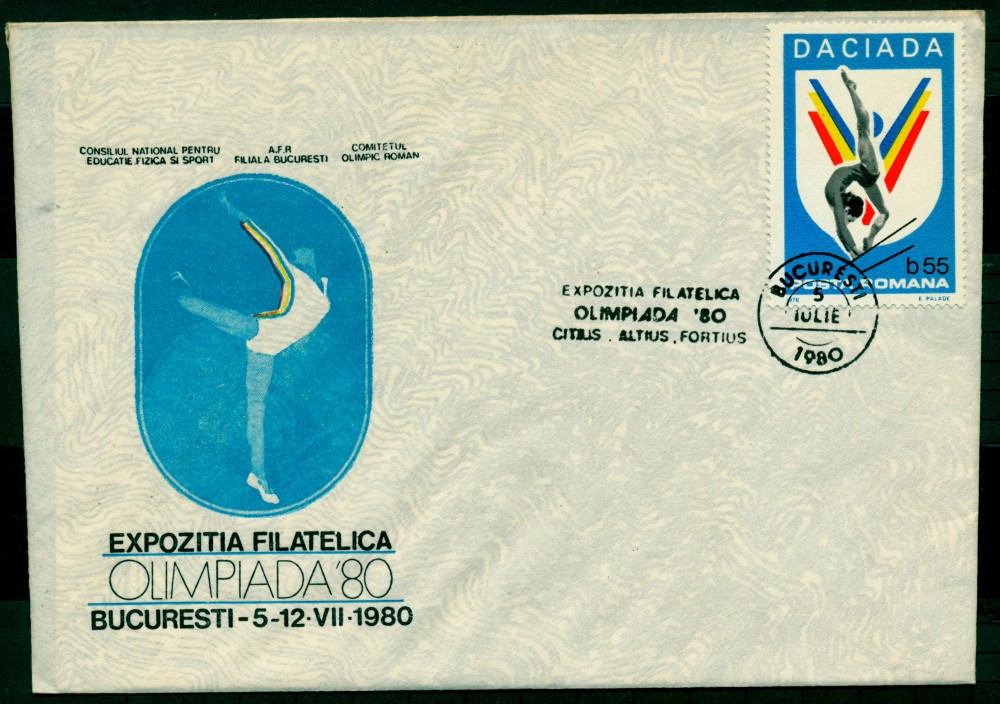 CONSILIUL NATIONAL PENTRU
EDUCATIE FIZICA SI SPORT
A.F.R
FILIALA BUCURESTI
COMITETUL
OLIMPIC ROMAN
EXPOZITIA FILATELICA
OLIMPIADA '80
BUCURESTI - 5-12·VII·1980
EXPOZITIA FILATELICA
OLIMPIADA '80
CITIUS . ALTIUS , FORTIUS
DACIADA
b 55
POSTA ROMANA
E. PALADE
BUCURESTI
5
IULIE
1980